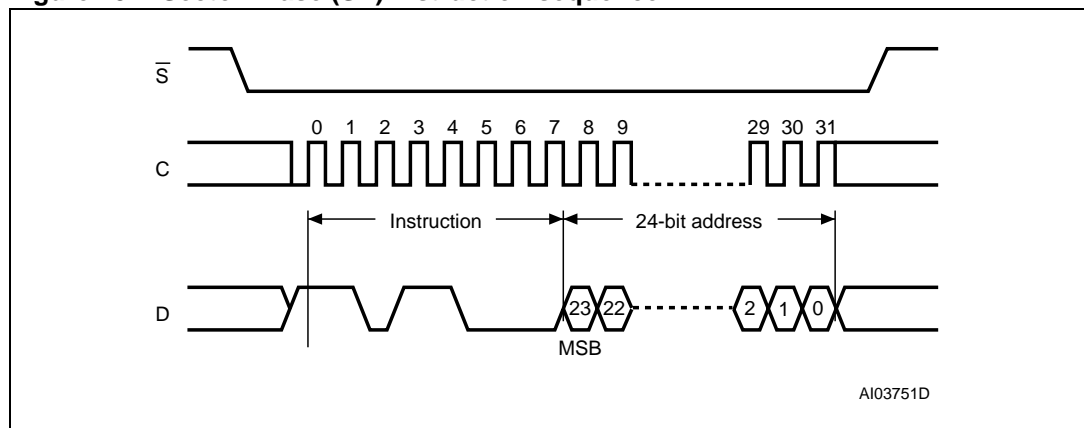 S
C
0 1 2 3 4 5 6 7 8 9 29 30 31
Instruction
24-bit address
D
23 22 2 1 0
MSB
AI03751D